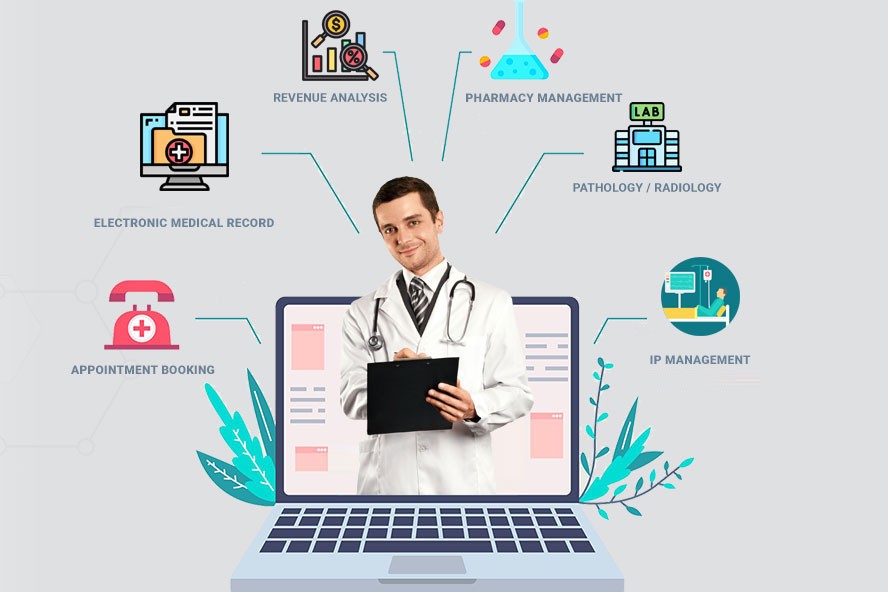 REVENUE ANALYSIS
PHARMACY MANAGEMENT
LAB
PATHOLOGY / RADIOLOGY
ELECTRONIC MEDICAL RECORD
IP MANAGEMENT
APPOINTMENT BOOKING